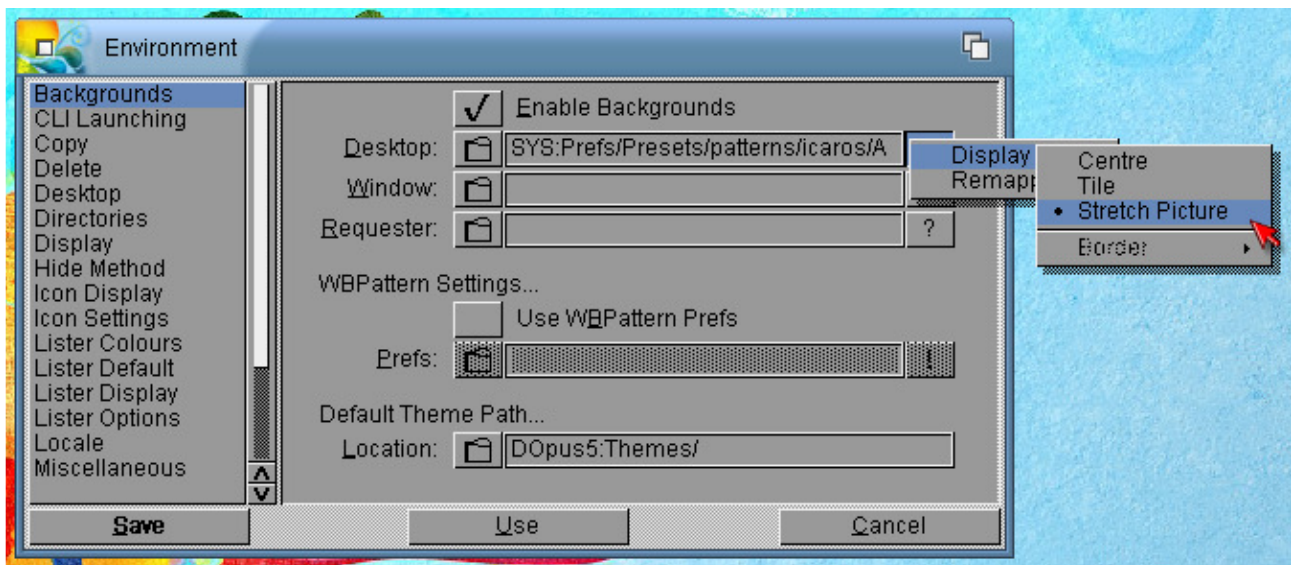 Environment
Backgrounds
CLI Launching
Copy
Delete
Desktop
Directories
Display
Hide Method
Icon Display
Icon Settings
Lister Colours
Lister Default
Lister Display
Lister Options
Locale
Miscellaneous
Enable Backgrounds
Desktop: SYS:Prefs/Presets/patterns/icaros/A
Window:
Requester: ?
WBPattern Settings...
Use WBPattern Prefs
Prefs: !
Default Theme Path...
Location: DOpus5:Themes/
Display
Centre
Tile
Stretch Picture
Border
Save Use Cancel